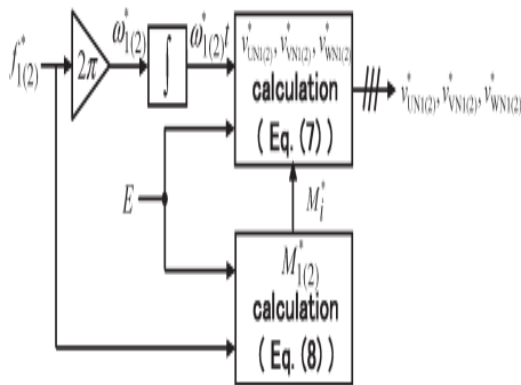 f*1(2)
2π
ω*1(2)
∫
ω*1(2)t
v*UN1(2), v*VN1(2), v*WN1(2)
calculation
( Eq. (7) )
v*UN1(2), v*VN1(2), v*WN1(2)
E
M*i
M*1(2)
calculation
(Eq. (8) )